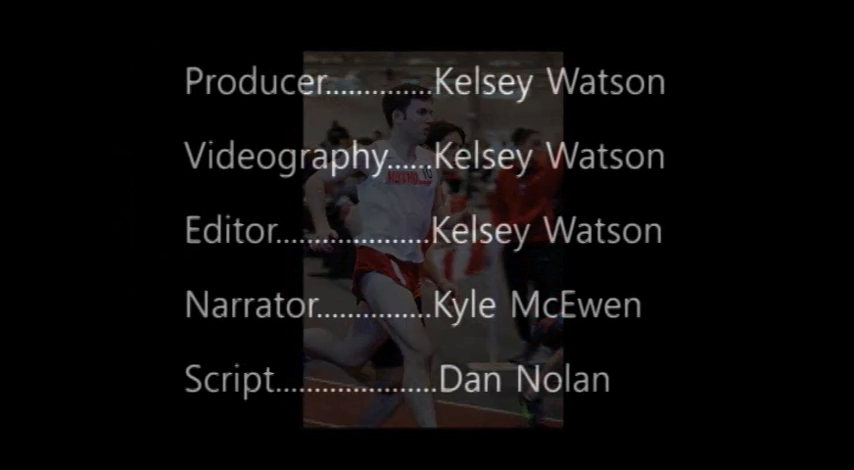 Producer..............Kelsey Watson
Videography......Kelsey Watson
Editor....................Kelsey Watson
Narrator...............Kyle McEwen
Script.....................Dan Nolan